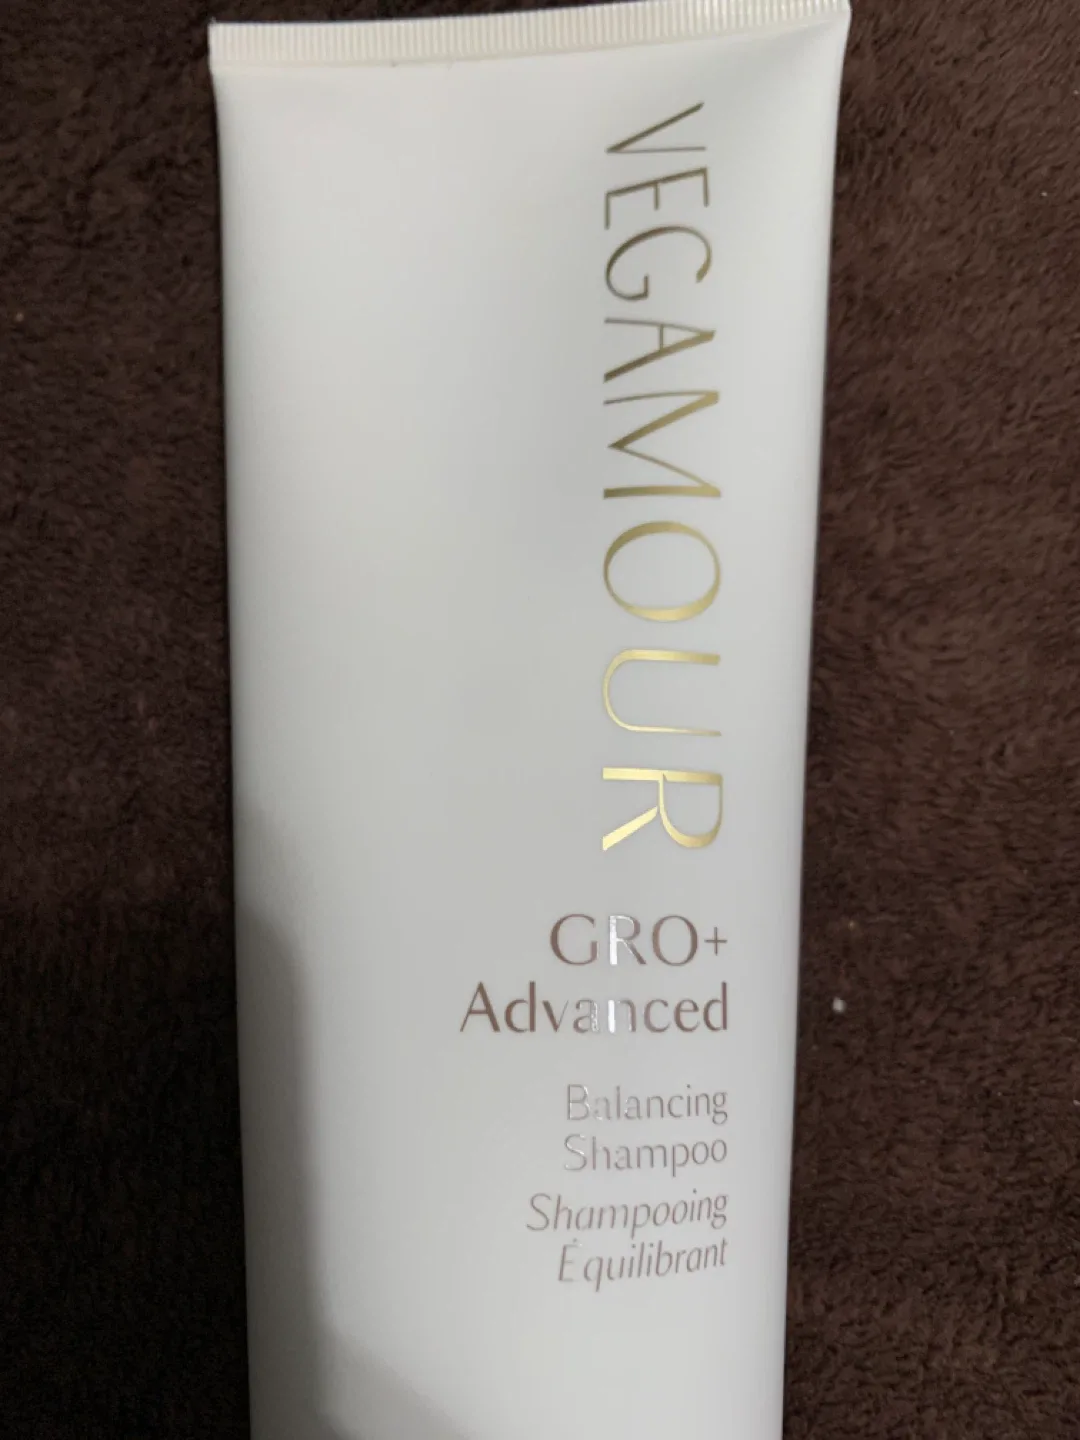 VEGAMOUR
GRO+
Advanced
Balancing
Shampoo
Shampooing
Équilibrant